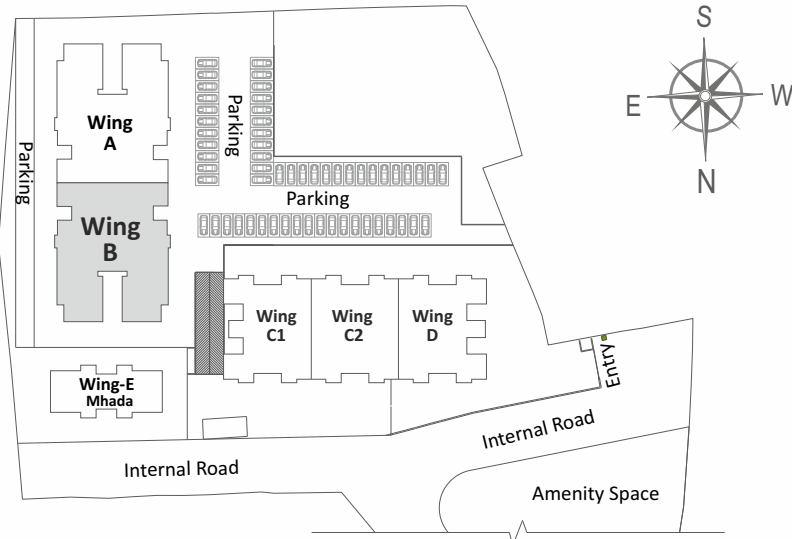 S
E
W
N
Wing
A
Parking
Parking
Parking
Wing
B
Wing
C1
Wing
C2
Wing
D
Entry
Wing-E
Mhada
Internal Road
Internal Road
Amenity Space